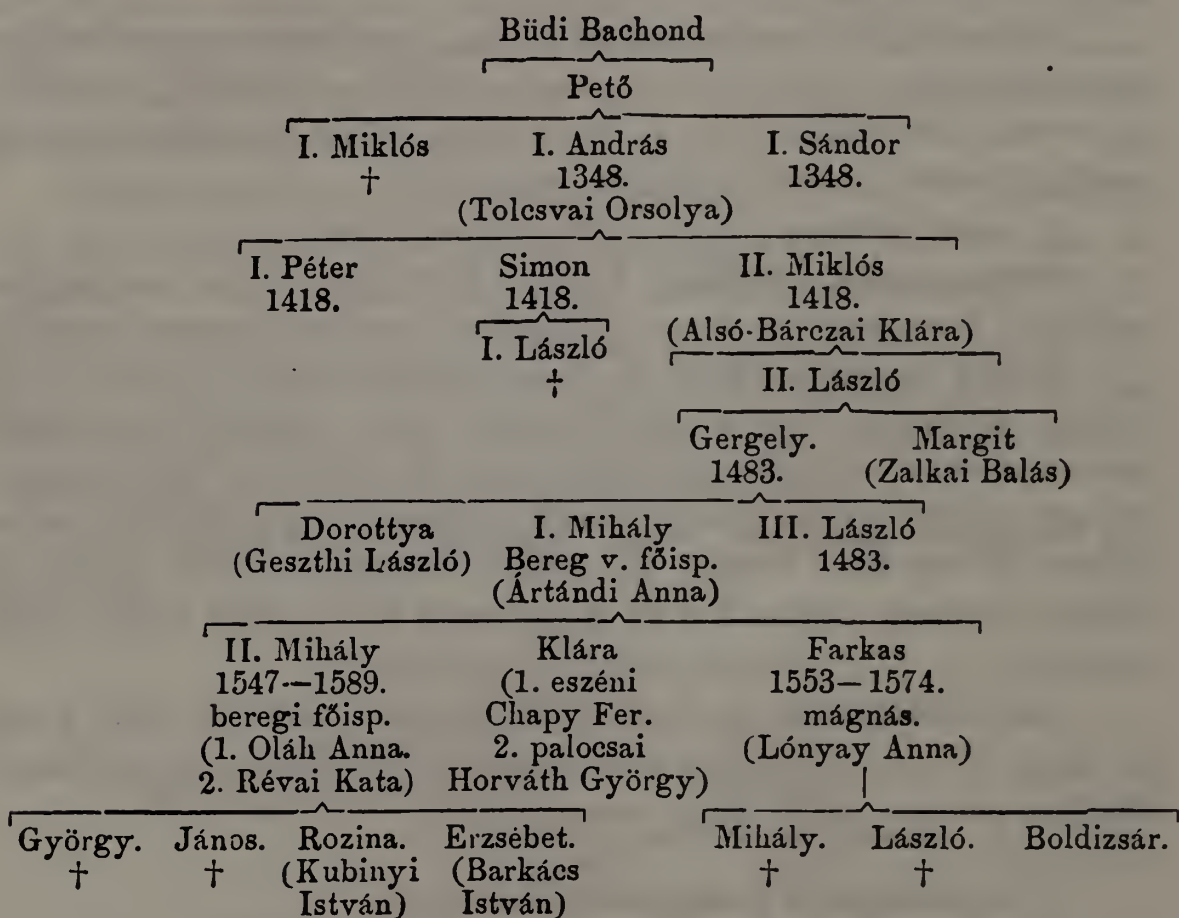 Büdi Bachond
Pető
I. Miklós I. András I. Sándor
† 1348. 1348.
(Tolcsvai Orsolya)
I. Péter Simon II. Miklós
1418. 1418. 1418.
(Alsó-Bárczai Klára)
I. László
†
II. László
Gergely. Margit
1483. (Zalkai Balás)
Dorottya I. Mihály III. László
(Geszthi László) Bereg v. főisp. 1483.
(Ártándi Anna)
II. Mihály Klára Farkas
1547—1589. (1. eszéni 1553—1574.
beregi főisp. Chapy Fer. mágnás.
(1. Oláh Anna. 2. palocsai (Lónyay Anna)
2. Révai Kata) Horváth György)
György. János. Rozina. Erzsébet. Mihály. László. Boldizsár.
† † (Kubinyi (Barkács † †
István) István)